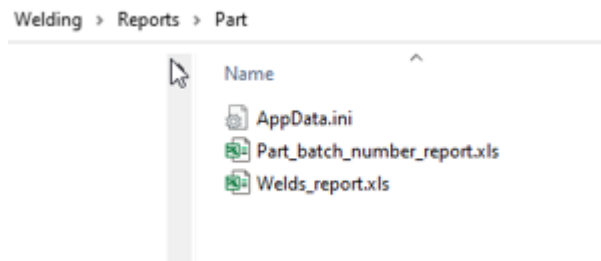 Welding > Reports > Part
Name
AppData.ini
Part_batch_number_report.xls
Welds_report.xls